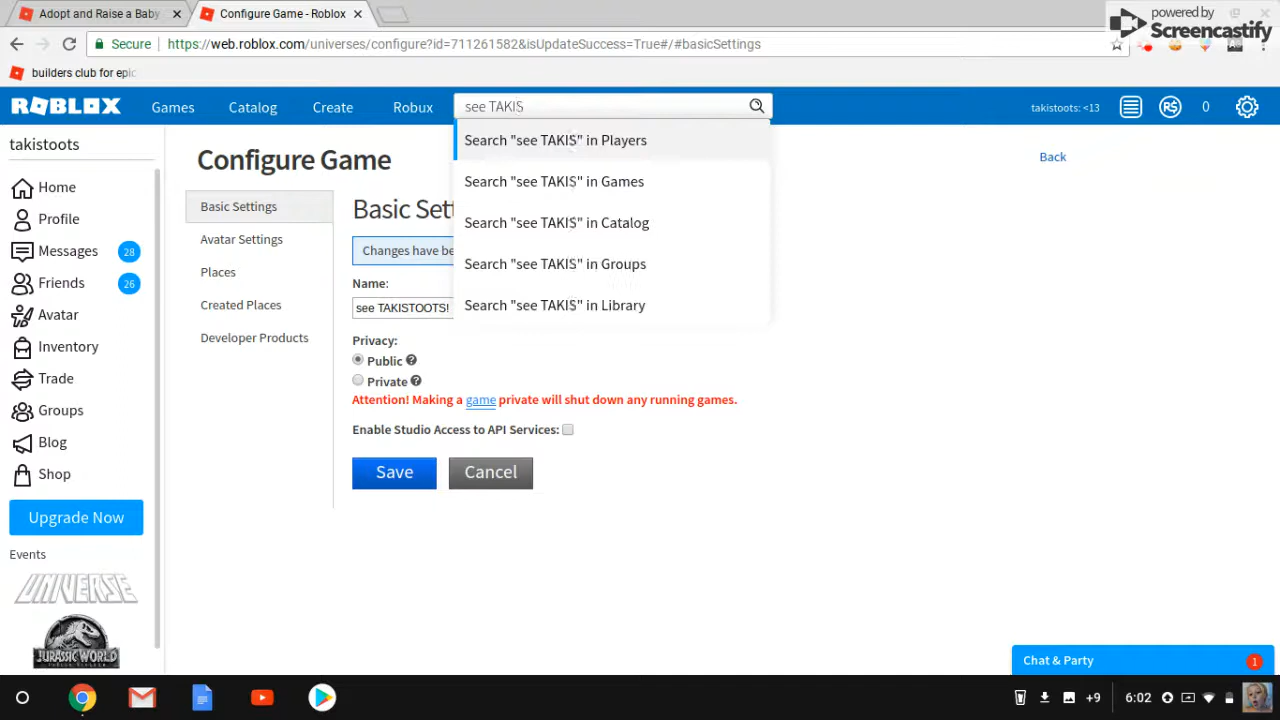 Adopt and Raise a Baby
Configure Game - Roblox
powered by
Screencastify
Secure
https://web.roblox.com/universes/configure?id=711261582&isUpdateSuccess=True#/#basicSettings
builders club for epic
ROBLOX
Games
Catalog
Create
Robux
see TAKIS
takistoots: <13
R$
0
takistoots
Configure Game
Back
Search "see TAKIS" in Players
Search "see TAKIS" in Games
Search "see TAKIS" in Catalog
Search "see TAKIS" in Groups
Search "see TAKIS" in Library
Home
Profile
Messages 28
Friends 26
Avatar
Inventory
Trade
Groups
Blog
Shop
Upgrade Now
Events
UNIVERSE
JURASSIC WORLD
Basic Settings
Avatar Settings
Places
Created Places
Developer Products
Basic Set
Changes have be
Name:
see TAKISTOOTS!
Privacy:
Public
Private
Attention! Making a game private will shut down any running games.
Enable Studio Access to API Services:
Save
Cancel
Chat & Party 1
+9
6:02